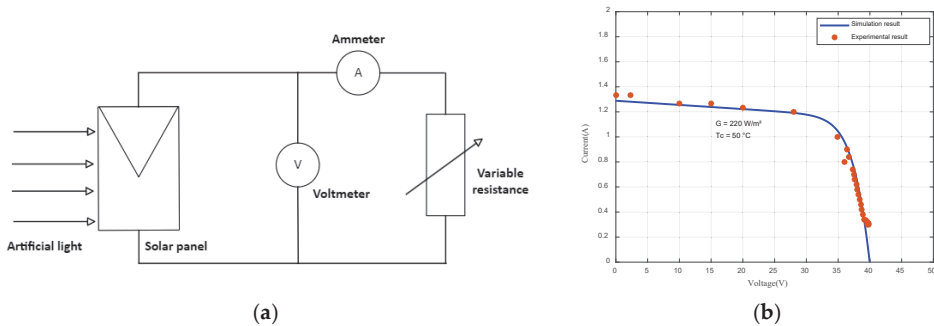 Ammeter
A
V
Voltmeter
Variable
resistance
Artificial light
Solar panel
(a)
2
1.8
1.6
1.4
1.2
1
0.8
0.6
0.4
0.2
0
Current(A)
Simulation result
Experimental result
G = 220 W/m²
Tc = 50 °C
0 5 10 15 20 25 30 35 40 45 50
Voltage(V)
(b)